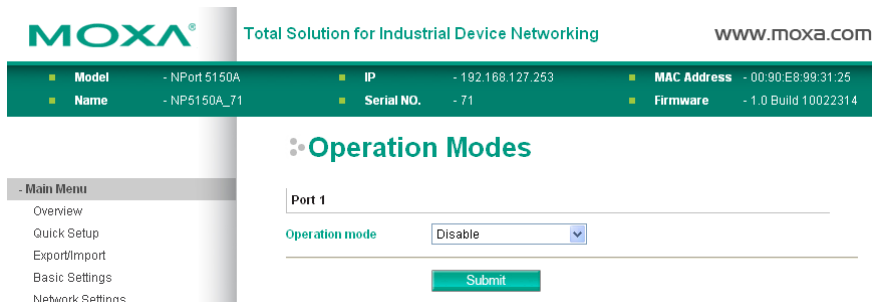 MOXA® Total Solution for Industrial Device Networking www.moxa.com
Model - NPort 5150A IP - 192.168.127.253 MAC Address - 00:90:E8:99:31:25
Name - NP5150A_71 Serial NO. - 71 Firmware - 1.0 Build 10022314
Operation Modes
- Main Menu
Overview
Quick Setup
Export/Import
Basic Settings
Network Settings
Port 1
Operation mode Disable
Submit